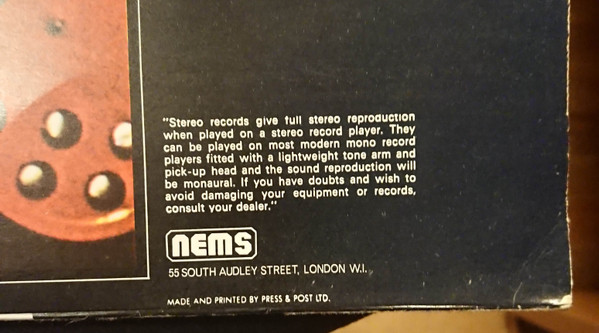 "Stereo records give full stereo reproduction
when played on a stereo record player. They
can be played on most modern mono record
players fitted with a lightweight tone arm and
pick-up head and the sound reproduction will
be monaural. If you have doubts and wish to
avoid damaging your equipment or records,
consult your dealer."
nems
55 SOUTH AUDLEY STREET, LONDON W.I.
MADE AND PRINTED BY PRESS & POST LTD.